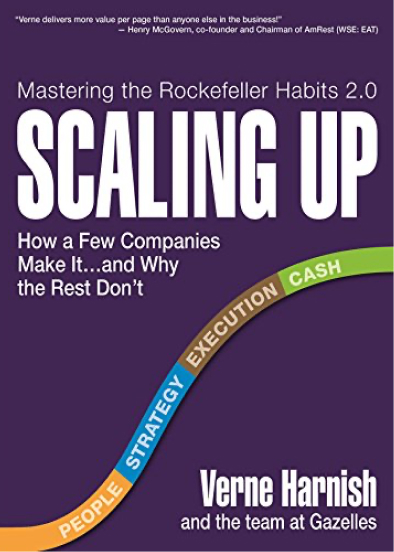 "Verne delivers more value per page than anyone else in the business!"
— Henry McGovern, co-founder and Chairman of AmRest (WSE: EAT)
Mastering the Rockefeller Habits 2.0
SCALING UP
How a Few Companies
Make It...and Why
the Rest Don't
CASH
EXECUTION
STRATEGY
PEOPLE
Verne Harnish
and the team at Gazelles